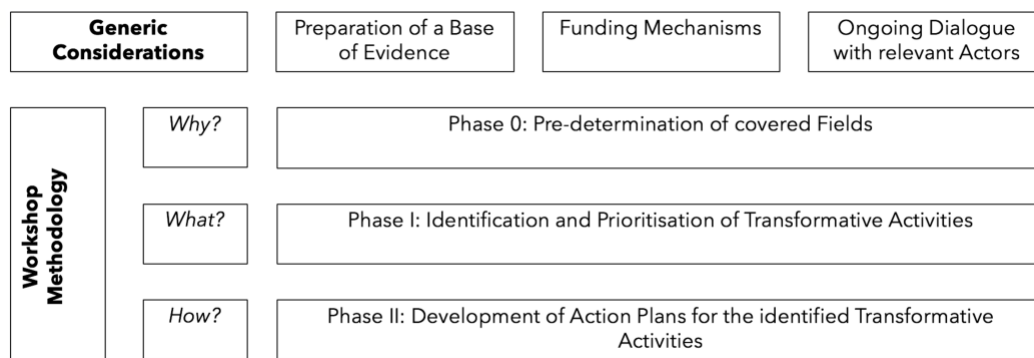 Generic
Considerations
Preparation of a Base
of Evidence
Funding Mechanisms
Ongoing Dialogue
with relevant Actors
Workshop
Methodology
Why?
Phase 0: Pre-determination of covered Fields
What?
Phase I: Identification and Prioritisation of Transformative Activities
How?
Phase II: Development of Action Plans for the identified Transformative
Activities